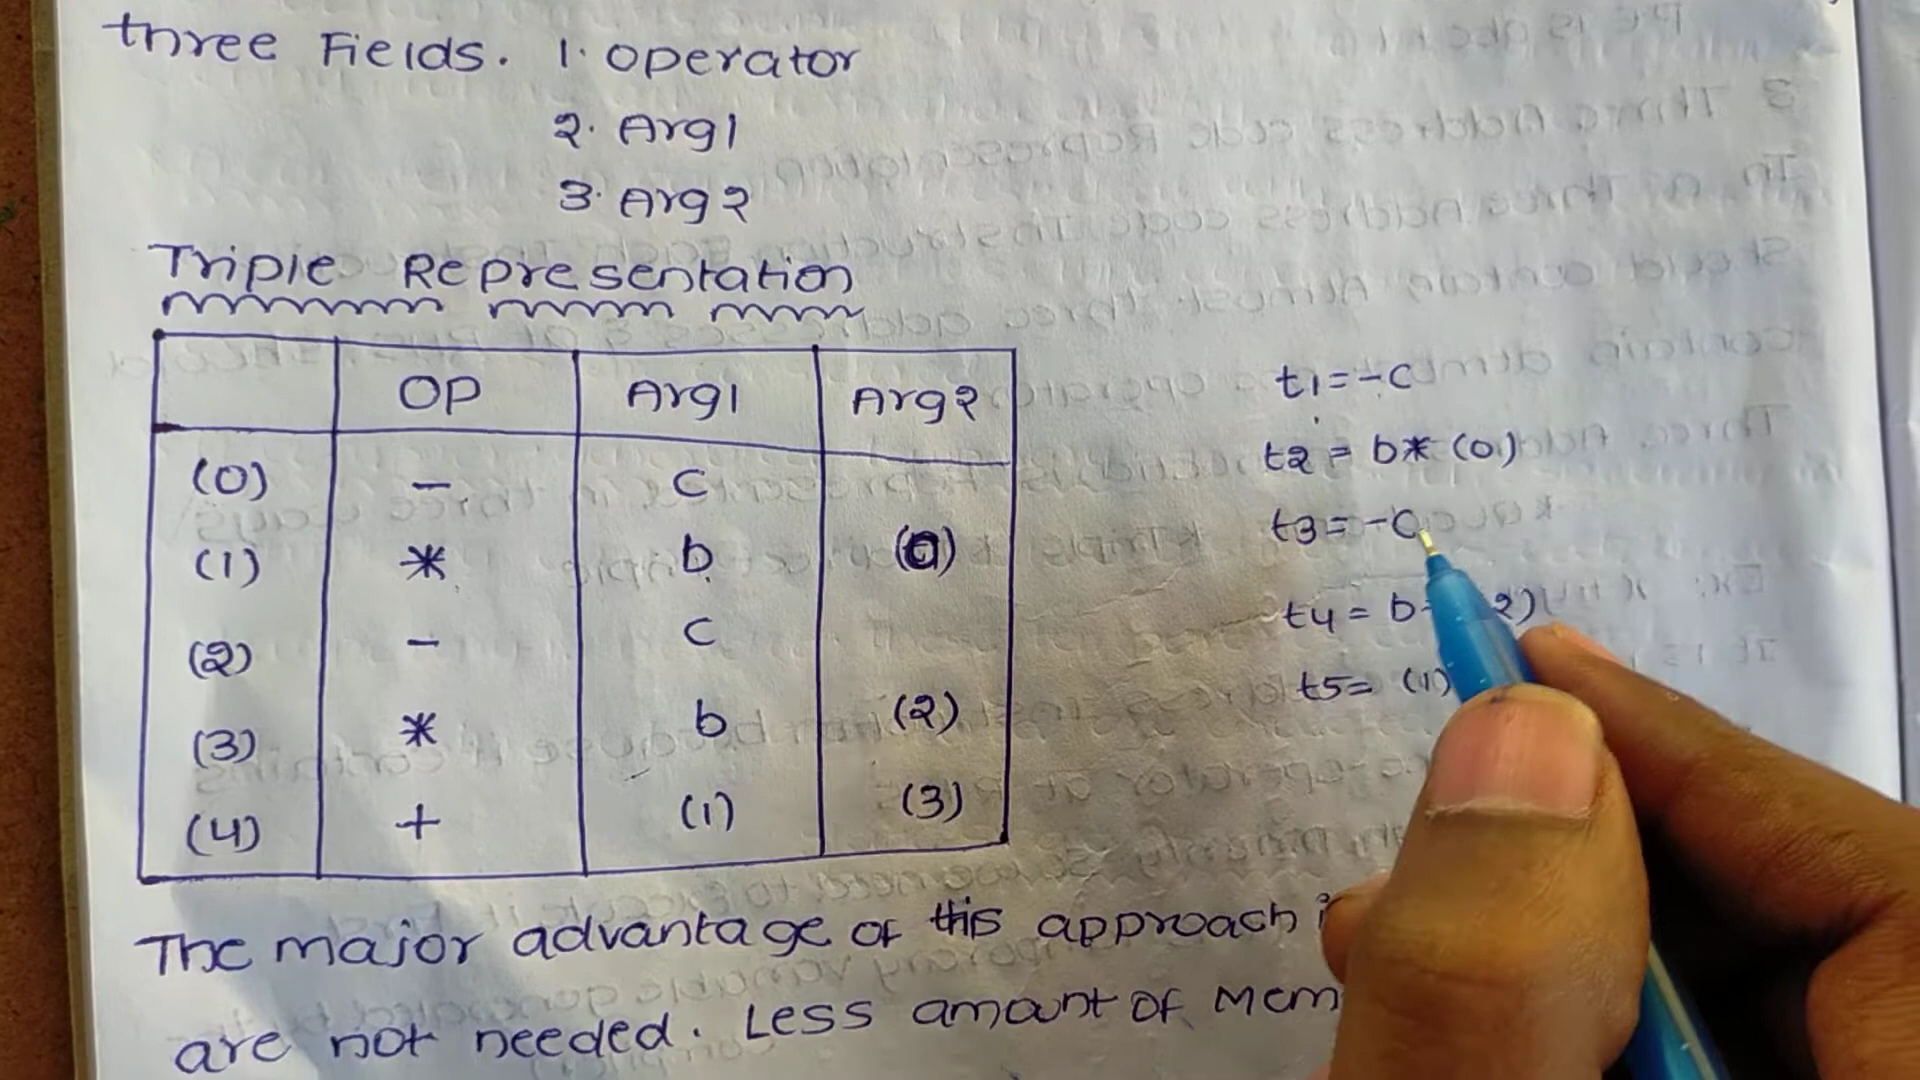 three Fields. 1. operator
2. Arg1
3. Arg2
Triple Representation
OP Arg1 Arg2
(0) - c
(1) * b (0)
(2) - c
(3) * b (2)
(4) + (1) (3)
t1 = -c
t2 = b* (0)
t3 = -c
t4 = b 2)
t5 = (1)
The major advantage of this approach
are not needed. Less amount of Mem